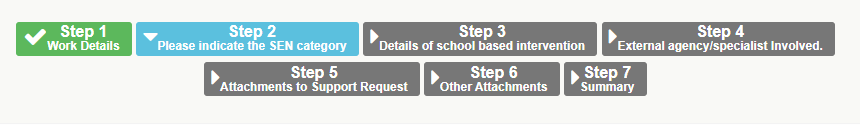 Step 1
Work Details
Step 2
Please indicate the SEN category
Step 3
Details of school based intervention
Step 4
External agency/specialist Involved.
Step 5
Attachments to Support Request
Step 6
Other Attachments
Step 7
Summary